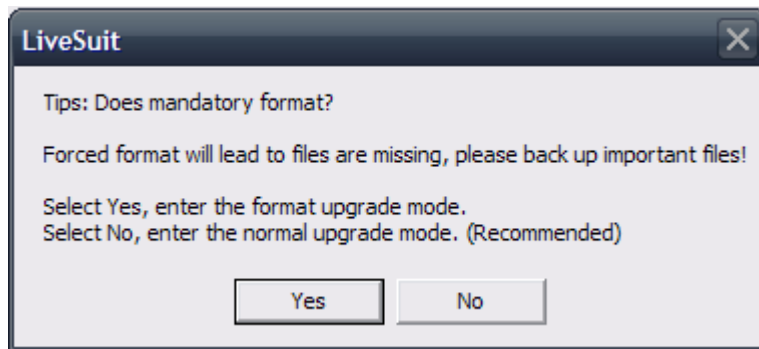 LiveSuit
Tips: Does mandatory format?
Forced format will lead to files are missing, please back up important files!
Select Yes, enter the format upgrade mode.
Select No, enter the normal upgrade mode. (Recommended)
Yes No